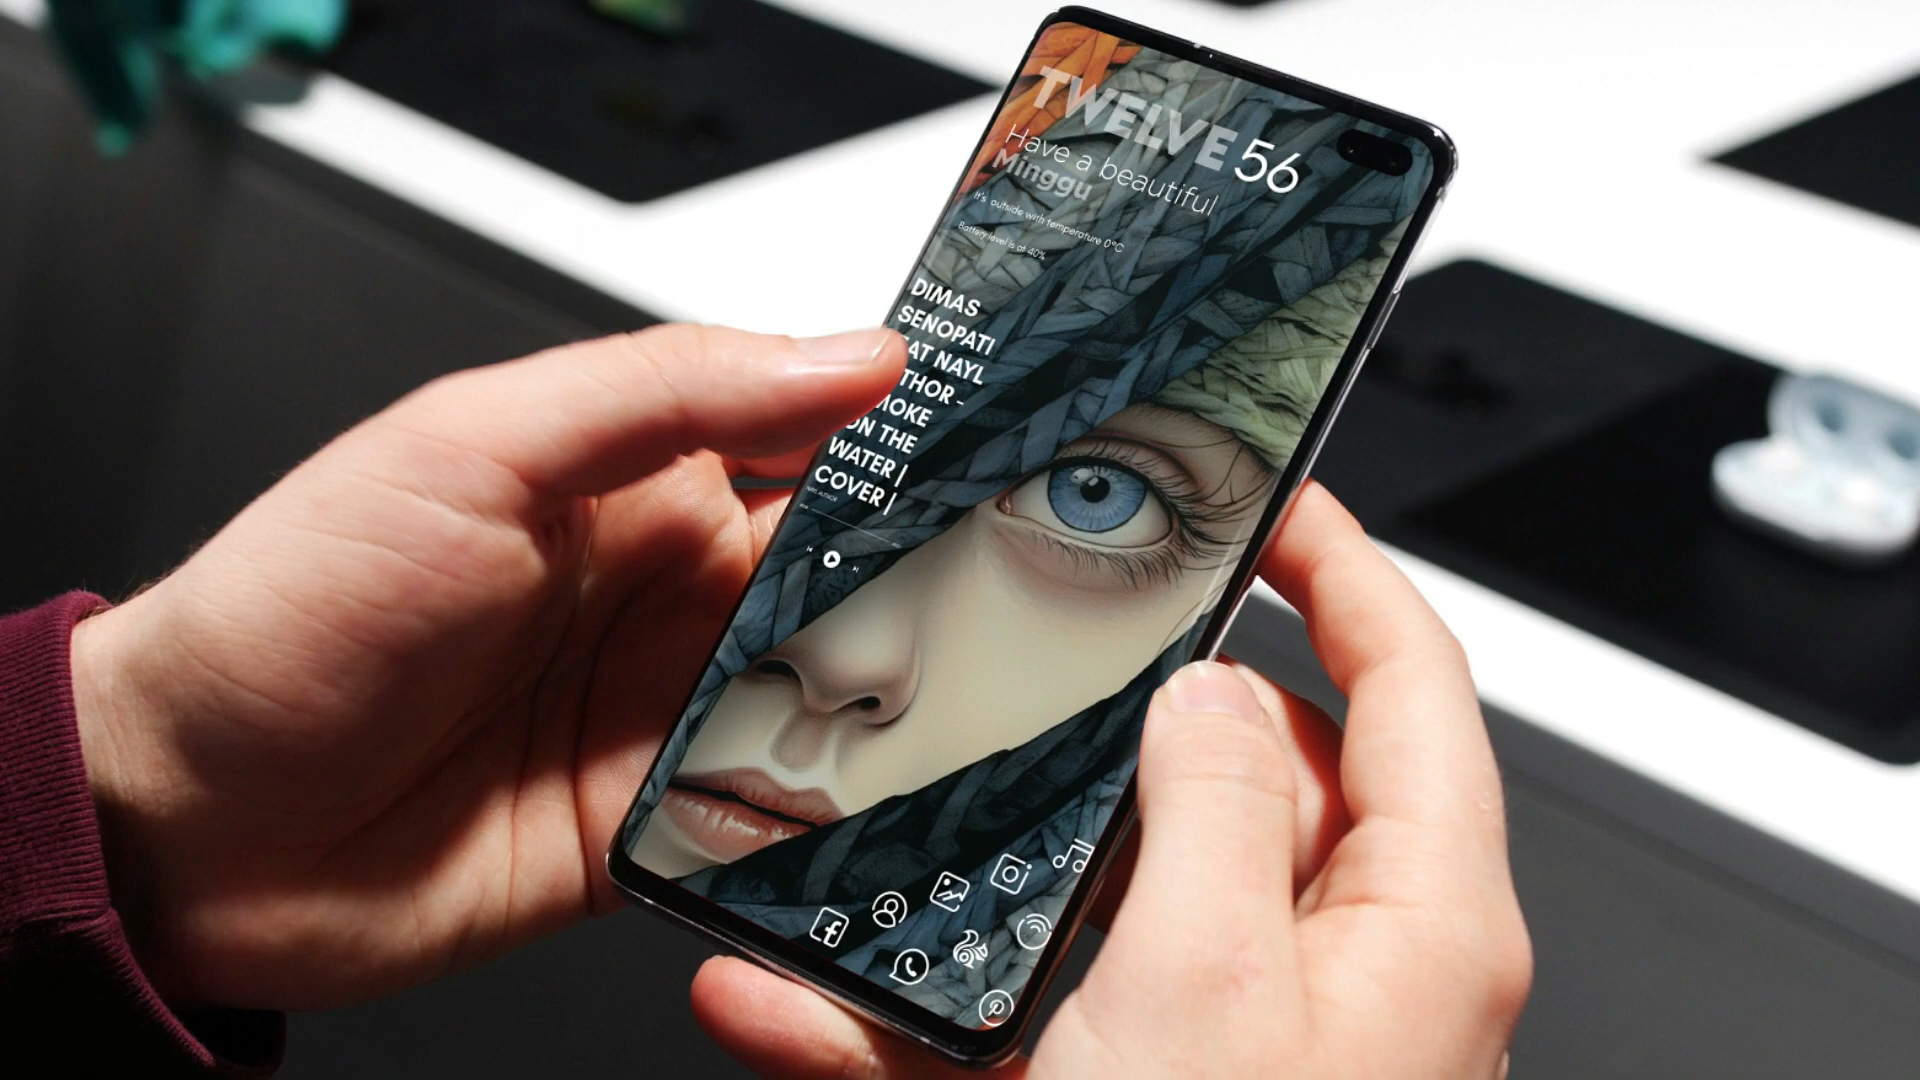 TWELVE 56
Have a beautiful
Minggu
It's outside with temperature 0°C
Battery level is at 40%
DIMAS
SENOPATI
AT NAYL
THOR -
OKE
ON THE
WATER |
COVER |